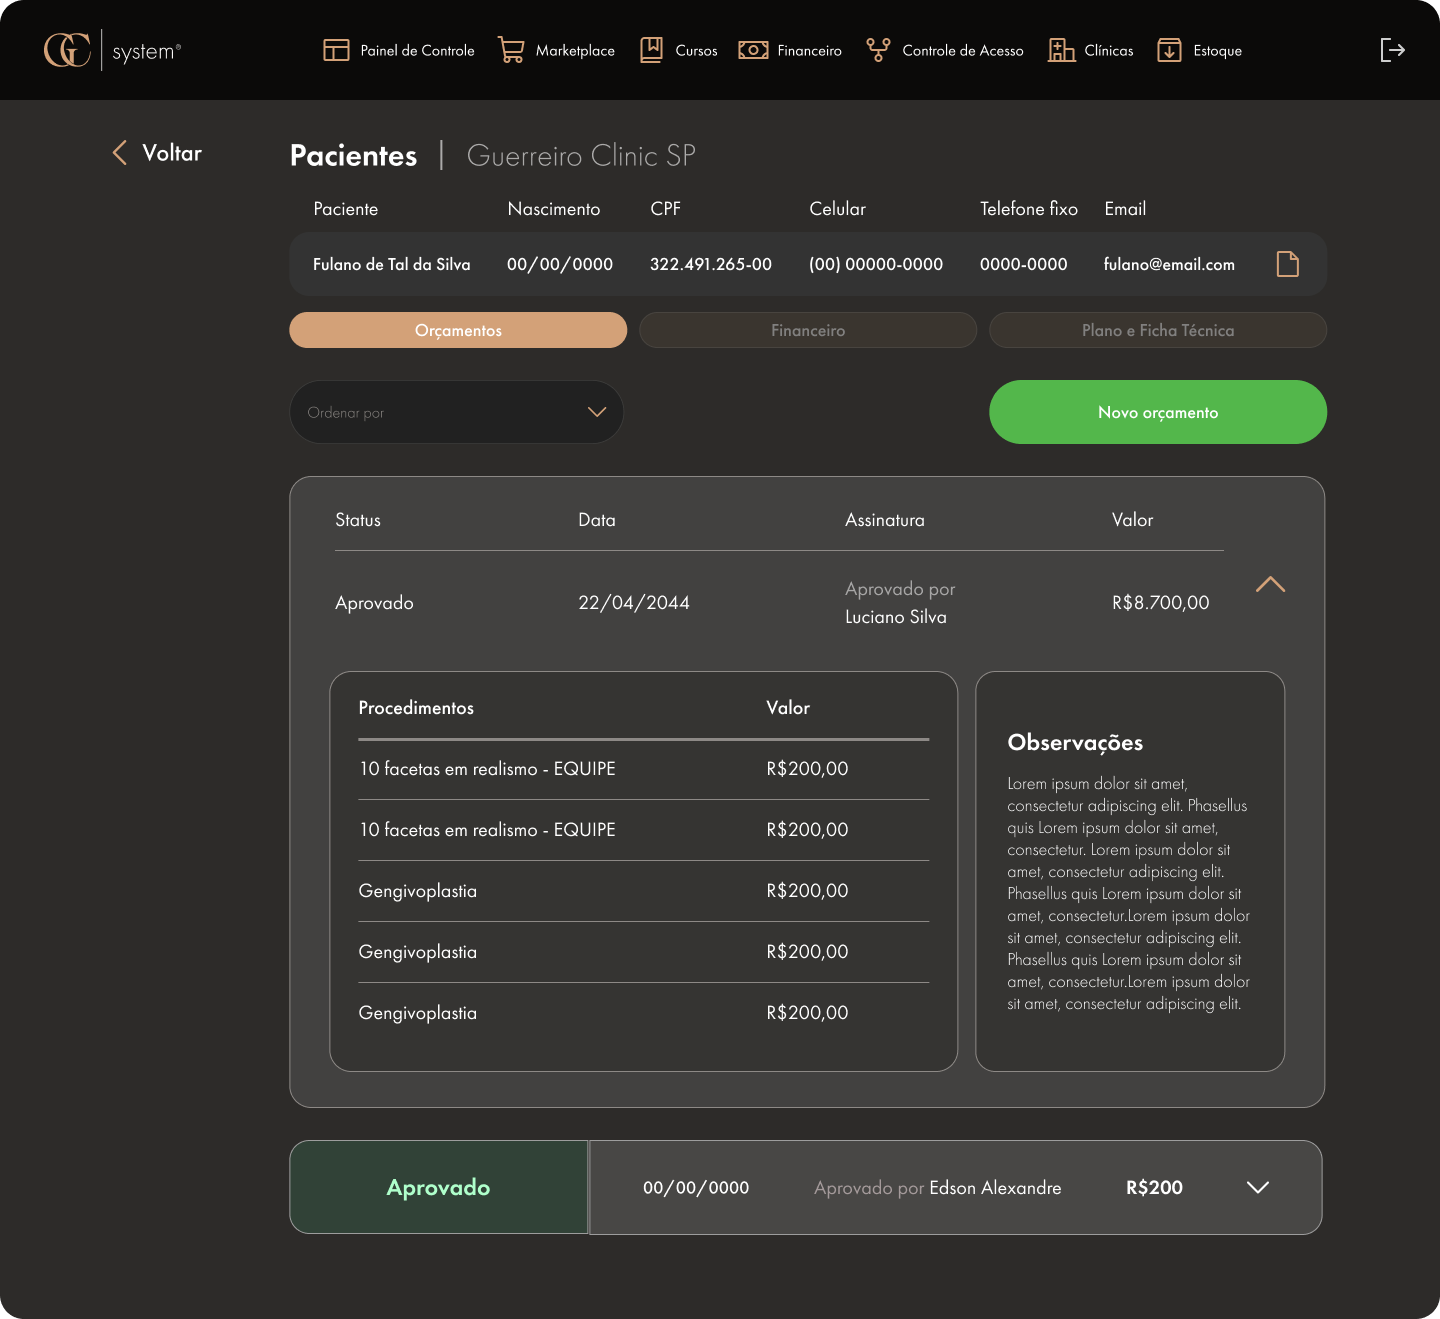 GC system®
Painel de Controle
Marketplace
Cursos
Financeiro
Controle de Acesso
Clínicas
Estoque
Voltar
Pacientes | Guerreiro Clinic SP
Paciente Nascimento CPF Celular Telefone fixo Email
Fulano de Tal da Silva 00/00/0000 322.491.265-00 (00) 00000-0000 0000-0000 fulano@email.com
Orçamentos Financeiro Plano e Ficha Técnica
Ordenar por
Novo orçamento
Status Data Assinatura Valor
Aprovado 22/04/2044 Aprovado por Luciano Silva R$8.700,00
Procedimentos Valor
10 facetas em realismo - EQUIPE R$200,00
10 facetas em realismo - EQUIPE R$200,00
Gengivoplastia R$200,00
Gengivoplastia R$200,00
Gengivoplastia R$200,00
Observações
Lorem ipsum dolor sit amet,
consectetur adipiscing elit. Phasellus
quis Lorem ipsum dolor sit amet,
consectetur. Lorem ipsum dolor sit
amet, consectetur adipiscing elit.
Phasellus quis Lorem ipsum dolor sit
amet, consectetur.Lorem ipsum dolor
sit amet, consectetur adipiscing elit.
Phasellus quis Lorem ipsum dolor sit
amet, consectetur.Lorem ipsum dolor
sit amet, consectetur adipiscing elit.
Aprovado 00/00/0000 Aprovado por Edson Alexandre R$200